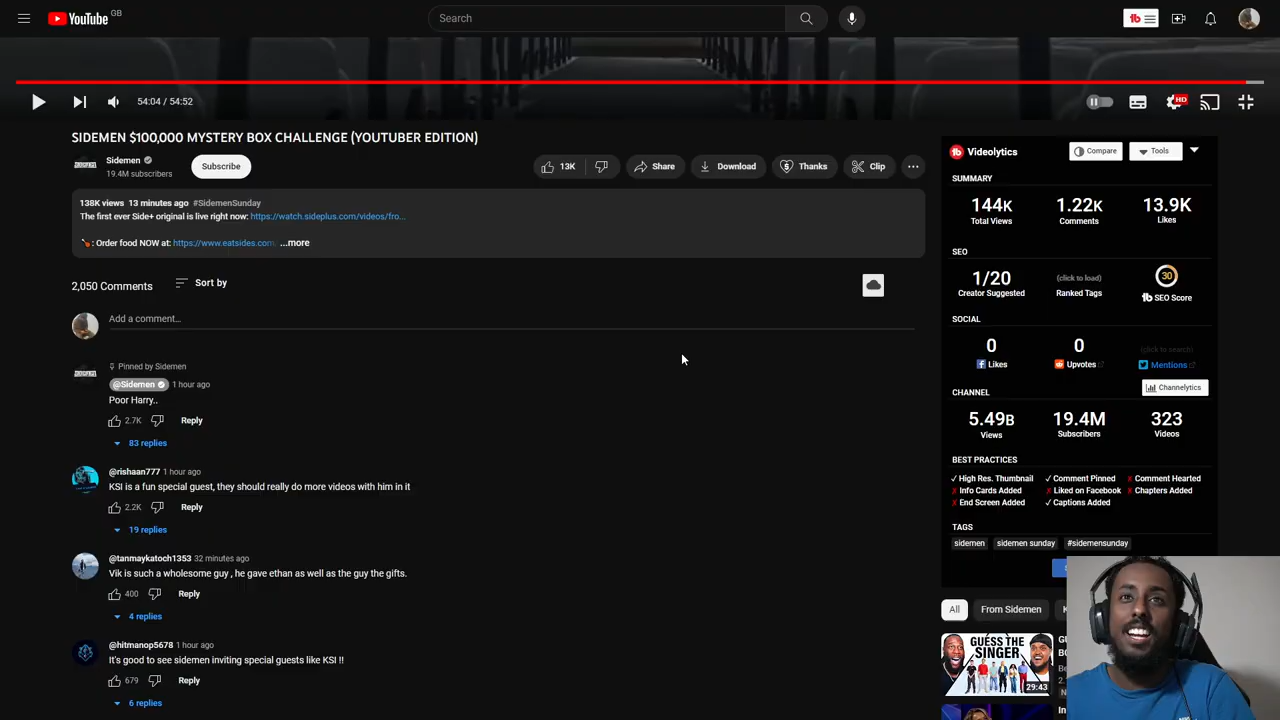 YouTube GB
Search
tb
54:04 / 54:52
HD
SIDEMEN $100,000 MYSTERY BOX CHALLENGE (YOUTUBER EDITION)
Sidemen
19.4M subscribers
Subscribe
13K
Share
Download
Thanks
Clip
138K views 13 minutes ago #SidemenSunday
The first ever Side+ original is live right now: https://watch.sideplus.com/videos/fro...
: Order food NOW at: https://www.eatsides.com ...more
2,050 Comments
Sort by
Add a comment...
Pinned by Sidemen
@Sidemen 1 hour ago
Poor Harry..
2.7K Reply
83 replies
@rishaan777 1 hour ago
KSI is a fun special guest, they should really do more videos with him in it
2.2K Reply
19 replies
@tanmaykatoch1353 32 minutes ago
Vik is such a wholesome guy , he gave ethan as well as the guy the gifts.
400 Reply
4 replies
@hitmanop5678 1 hour ago
It's good to see sidemen inviting special guests like KSI !!
679 Reply
6 replies
tb Videolytics
Compare
Tools
SUMMARY
144K 1.22K 13.9K
Total Views Comments Likes
SEO
1/20 (click to load) 30
Creator Suggested Ranked Tags tb SEO Score
SOCIAL
0 0 (click to search)
Likes Upvotes Mentions
CHANNEL
Channelytics
5.49B 19.4M 323
Views Subscribers Videos
BEST PRACTICES
✓ High Res. Thumbnail ✓ Comment Pinned ✗ Comment Hearted
✗ Info Cards Added ✗ Liked on Facebook ✗ Chapters Added
✗ End Screen Added ✓ Captions Added
TAGS
sidemen sidemen sunday #sidemensunday
All From Sidemen
GUESS THE
SINGER
29:43